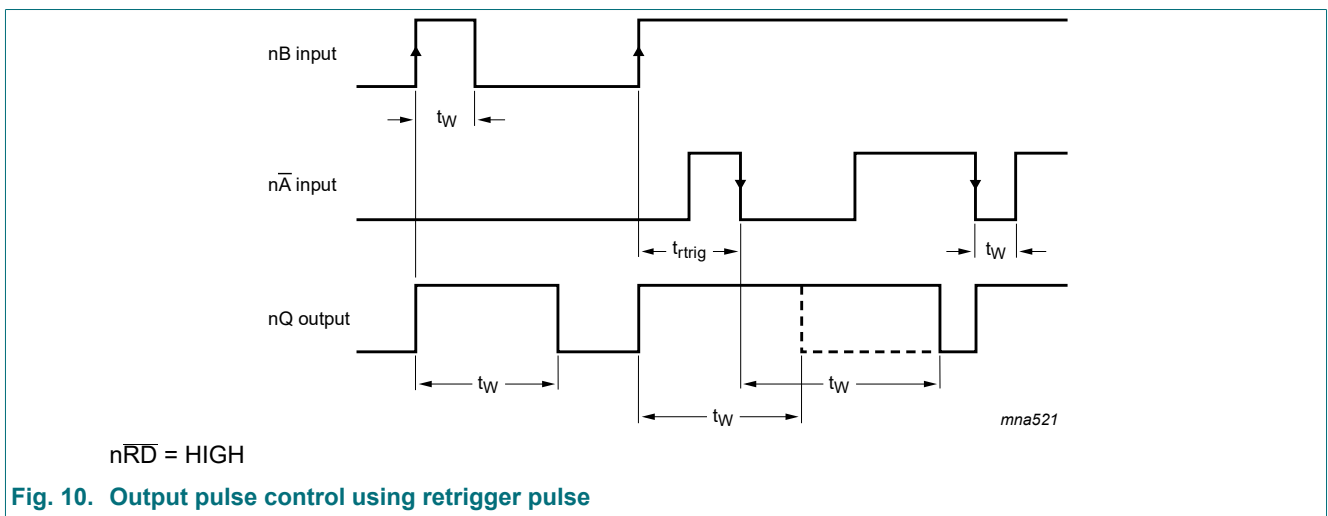 nB input
tW
nA̅ input
trtrig
tW
nQ output
tW
tW
tW
mna521
nR̅D̅ = HIGH
Fig. 10. Output pulse control using retrigger pulse